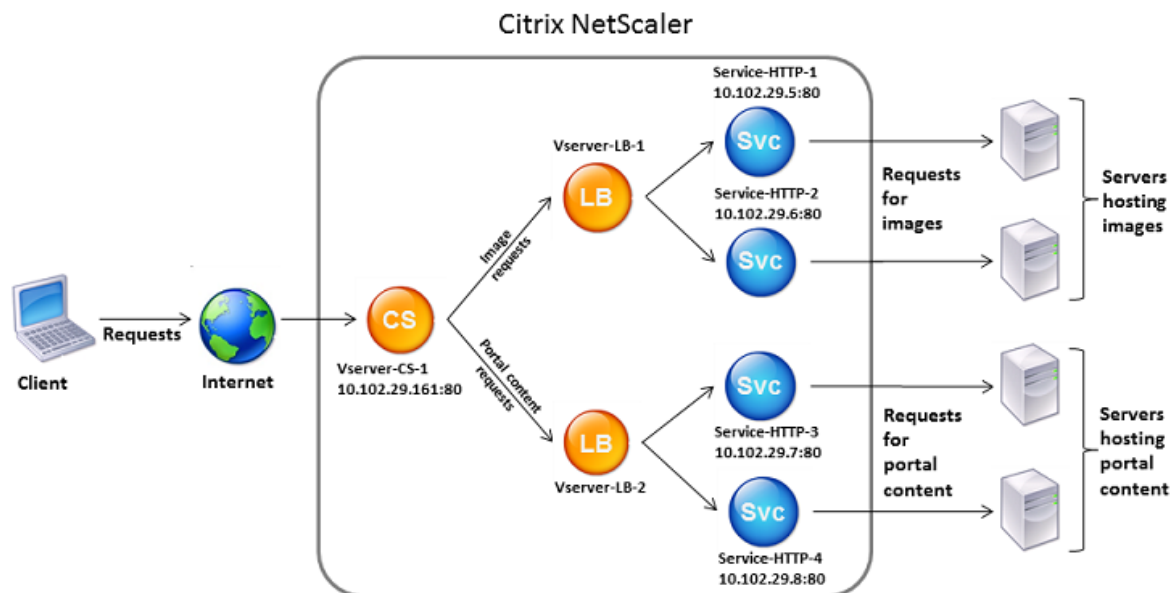 Citrix NetScaler
Service-HTTP-1
10.102.29.5:80
Svc
Vserver-LB-1
LB
Service-HTTP-2
10.102.29.6:80
Svc
Requests
for
images
Servers
hosting
images
Image
requests
Client
Requests
Internet
CS
Vserver-CS-1
10.102.29.161:80
Portal content
requests
LB
Vserver-LB-2
Svc
Service-HTTP-3
10.102.29.7:80
Svc
Service-HTTP-4
10.102.29.8:80
Requests
for
portal
content
Servers
hosting
portal
content